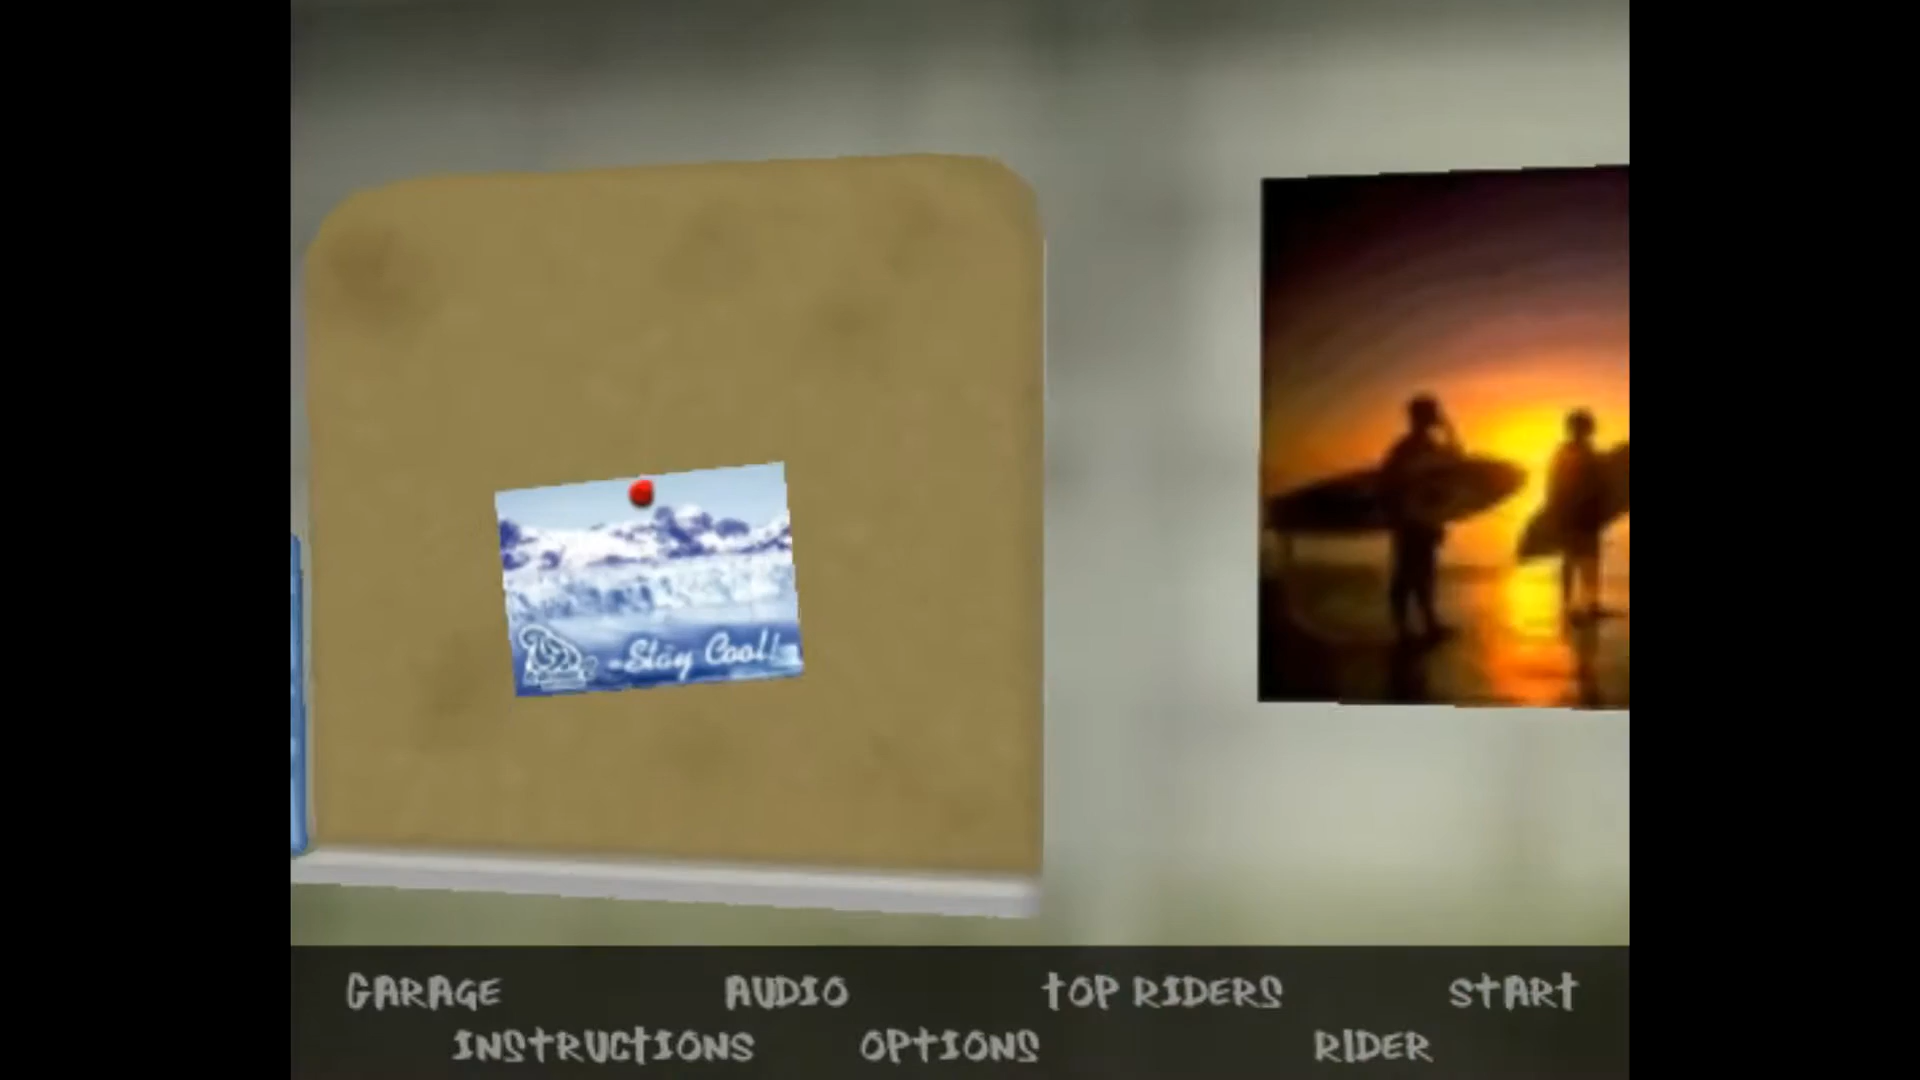 -Stay Cool!
GARAGE AUDIO TOP RIDERS START
INSTRUCTIONS OPTIONS RIDER